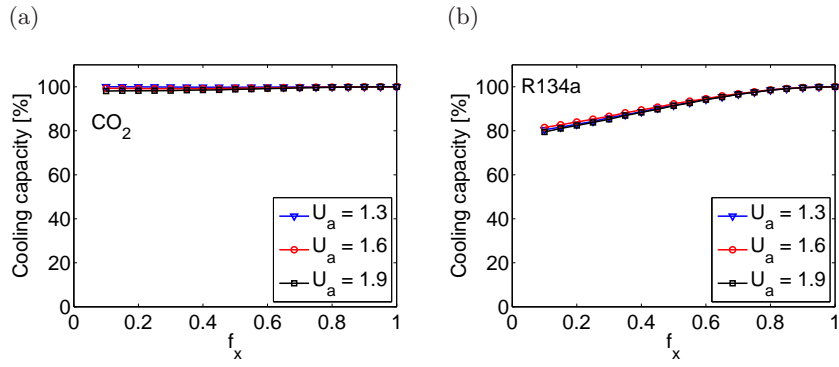 (a)
Cooling capacity [%]
100
80
60
40
20
0
CO2
U_a = 1.3
U_a = 1.6
U_a = 1.9
0 0.2 0.4 0.6 0.8 1
f_x
(b)
Cooling capacity [%]
100
80
60
40
20
0
R134a
U_a = 1.3
U_a = 1.6
U_a = 1.9
0 0.2 0.4 0.6 0.8 1
f_x